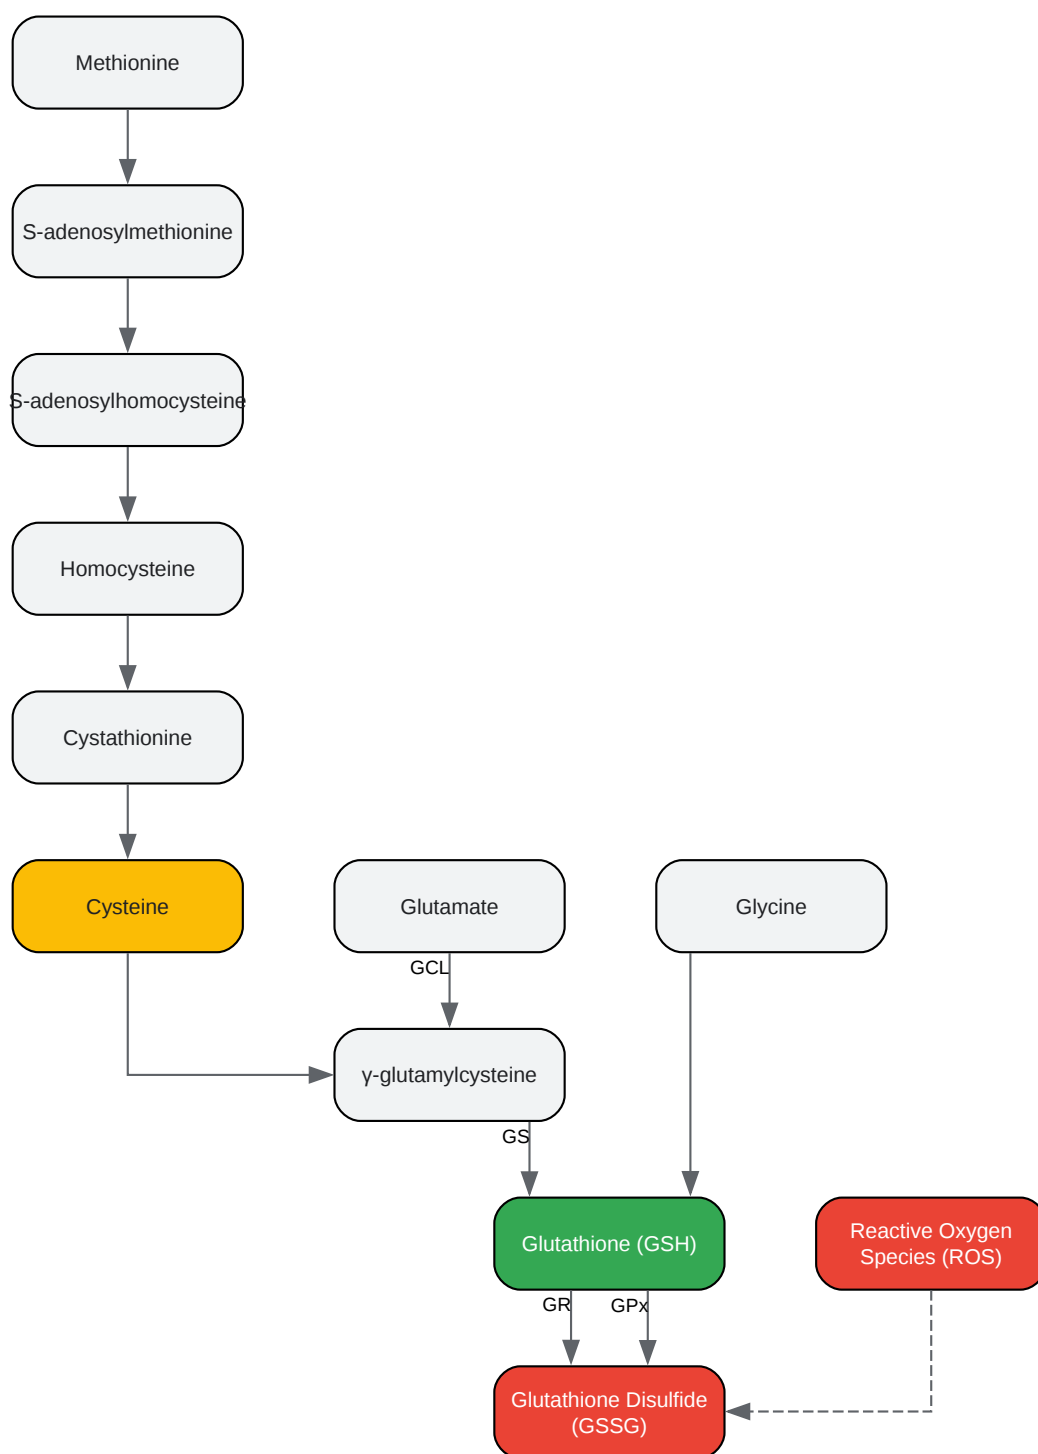 Methionine
S-adenosylmethionine
S-adenosylhomocysteine
Homocysteine
Cystathionine
Cysteine
Glutamate
Glycine
GCL
γ-glutamylcysteine
GS
Glutathione (GSH)
Reactive Oxygen
Species (ROS)
GR
GPx
Glutathione Disulfide
(GSSG)